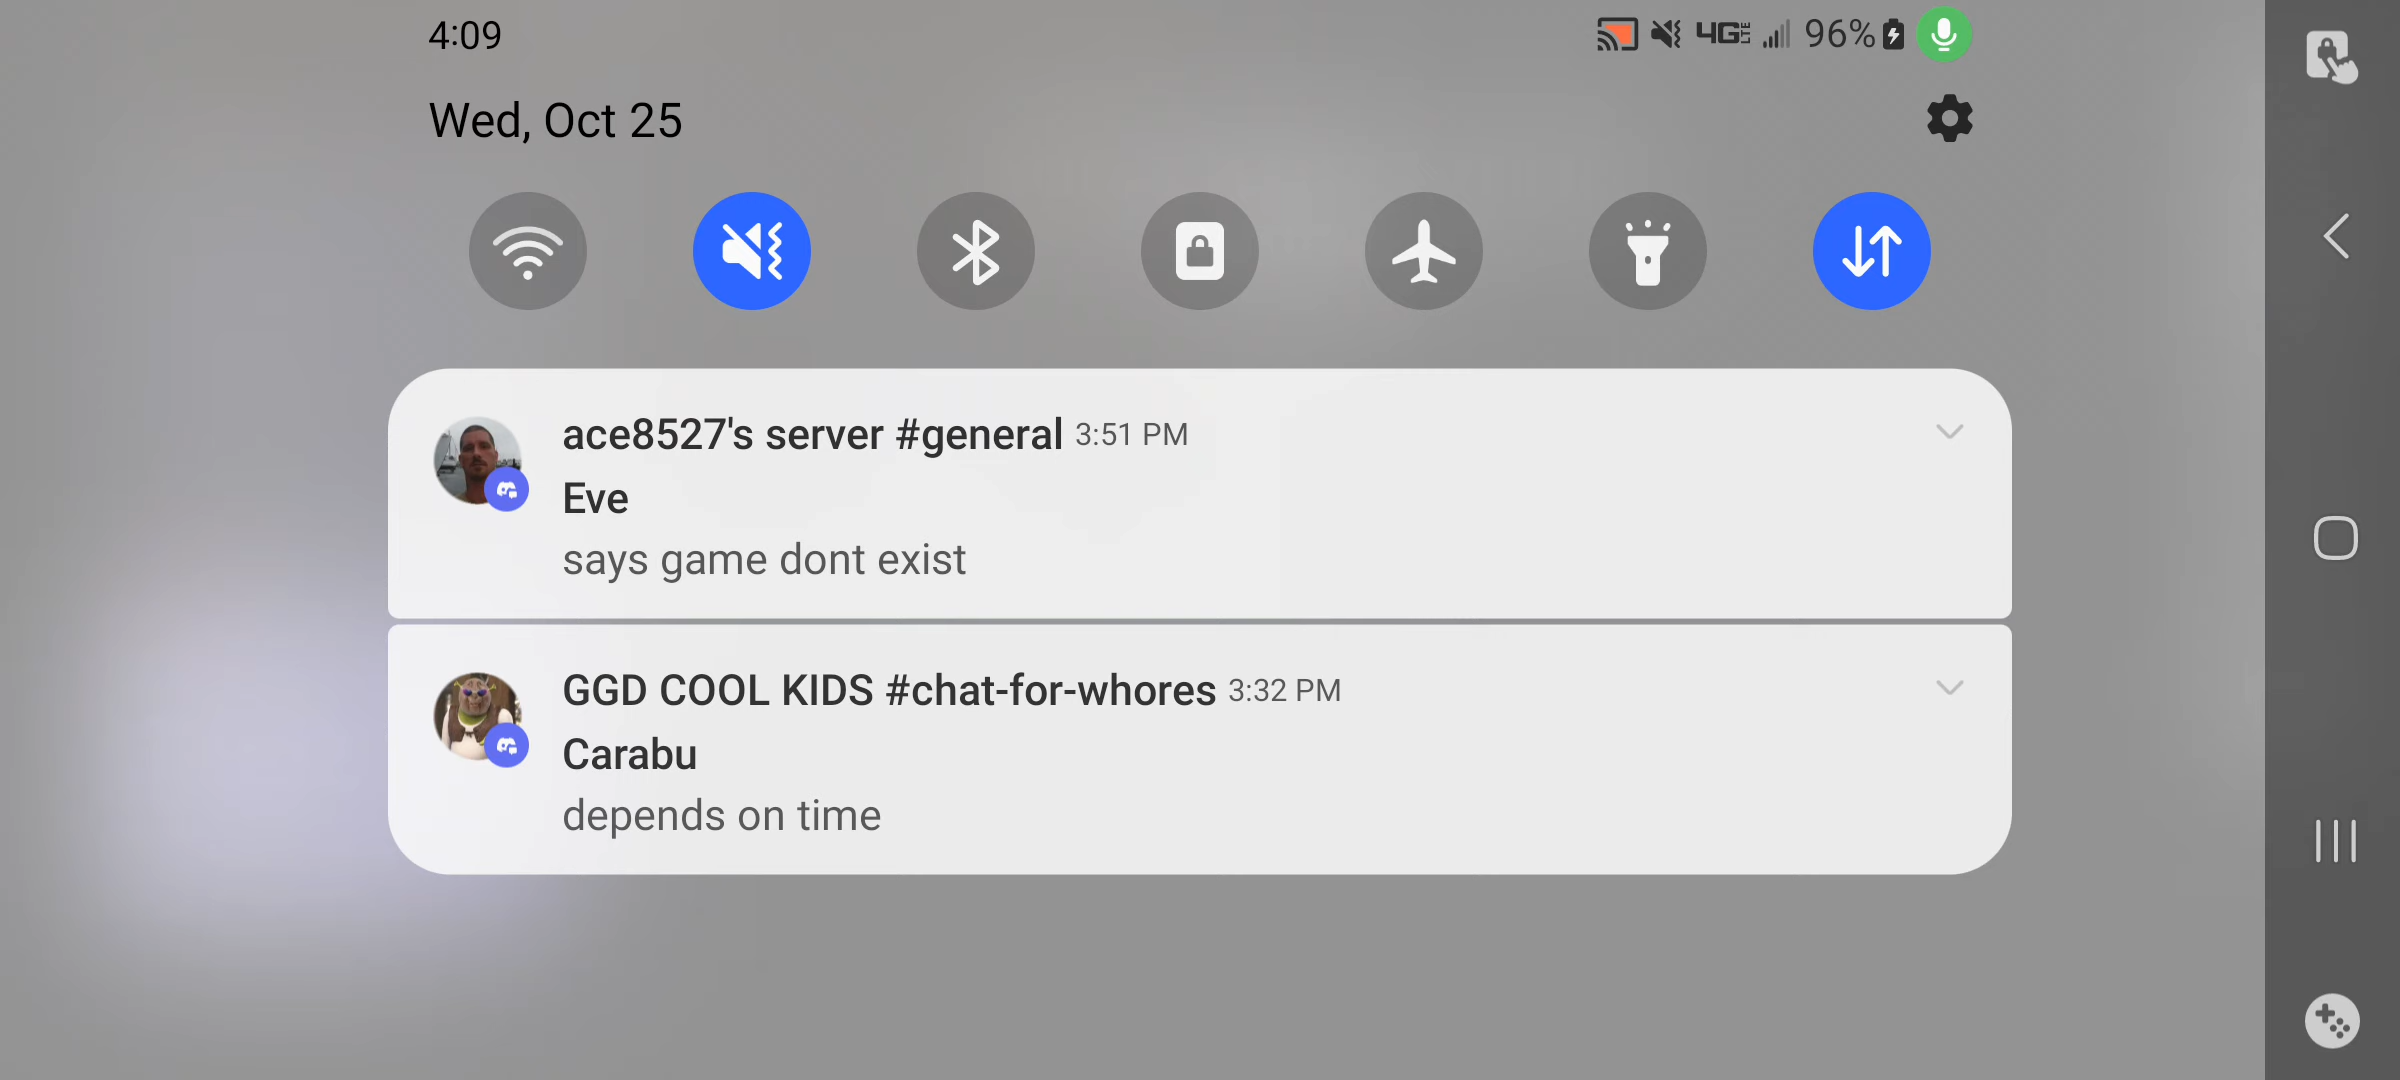 4:09
4G LTE 96%
Wed, Oct 25
ace8527's server #general 3:51 PM
Eve
says game dont exist
GGD COOL KIDS #chat-for-whores 3:32 PM
Carabu
depends on time